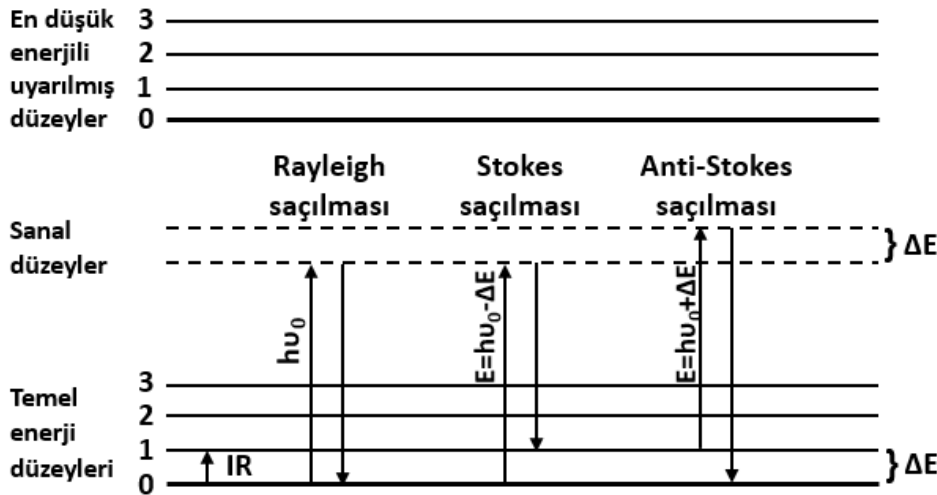 En düşük
enerjili
uyarılmış
düzeyler
3
2
1
0
Rayleigh
saçılması
Stokes
saçılması
Anti-Stokes
saçılması
Sanal
düzeyler
} ΔE
hυ₀
E=hυ₀-ΔE
E=hυ₀+ΔE
Temel
enerji
düzeyleri
3
2
1
0
IR
} ΔE